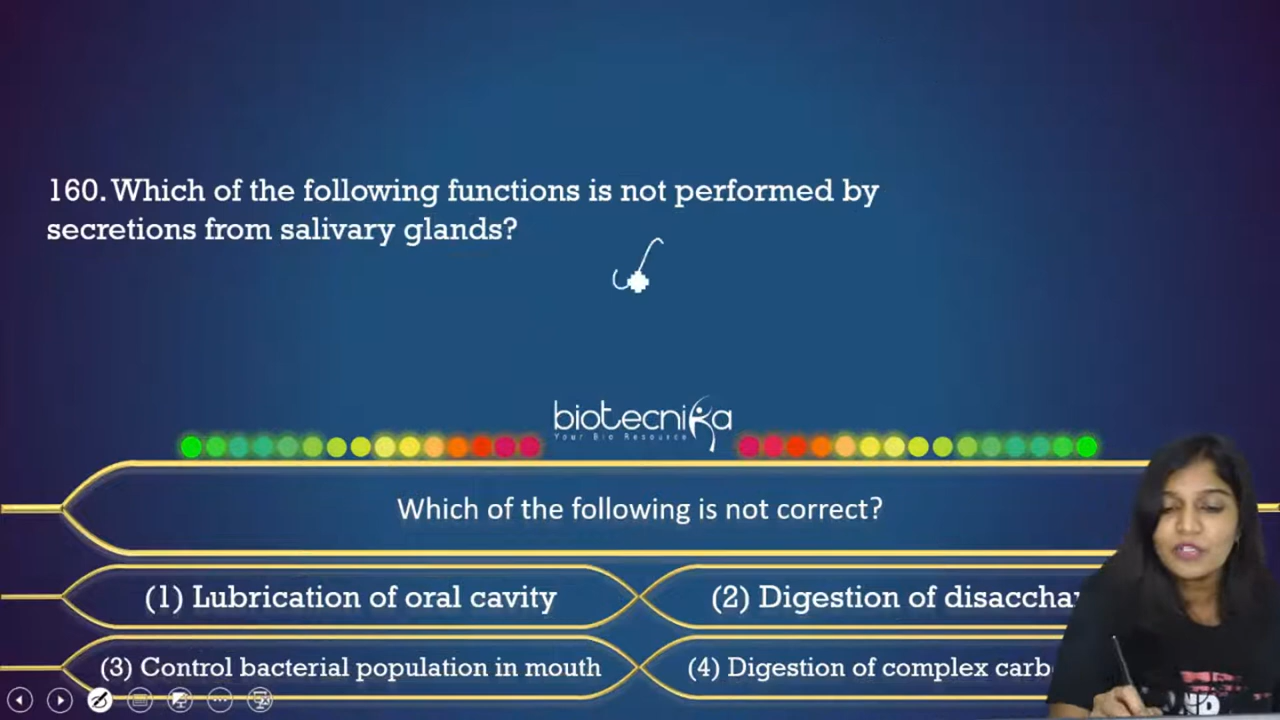 160. Which of the following functions is not performed by
secretions from salivary glands?
biotecnika
Your Bio Resource
Which of the following is not correct?
(1) Lubrication of oral cavity
(2) Digestion of
(3) Control bacterial population in mouth
(4) Digestion of complex